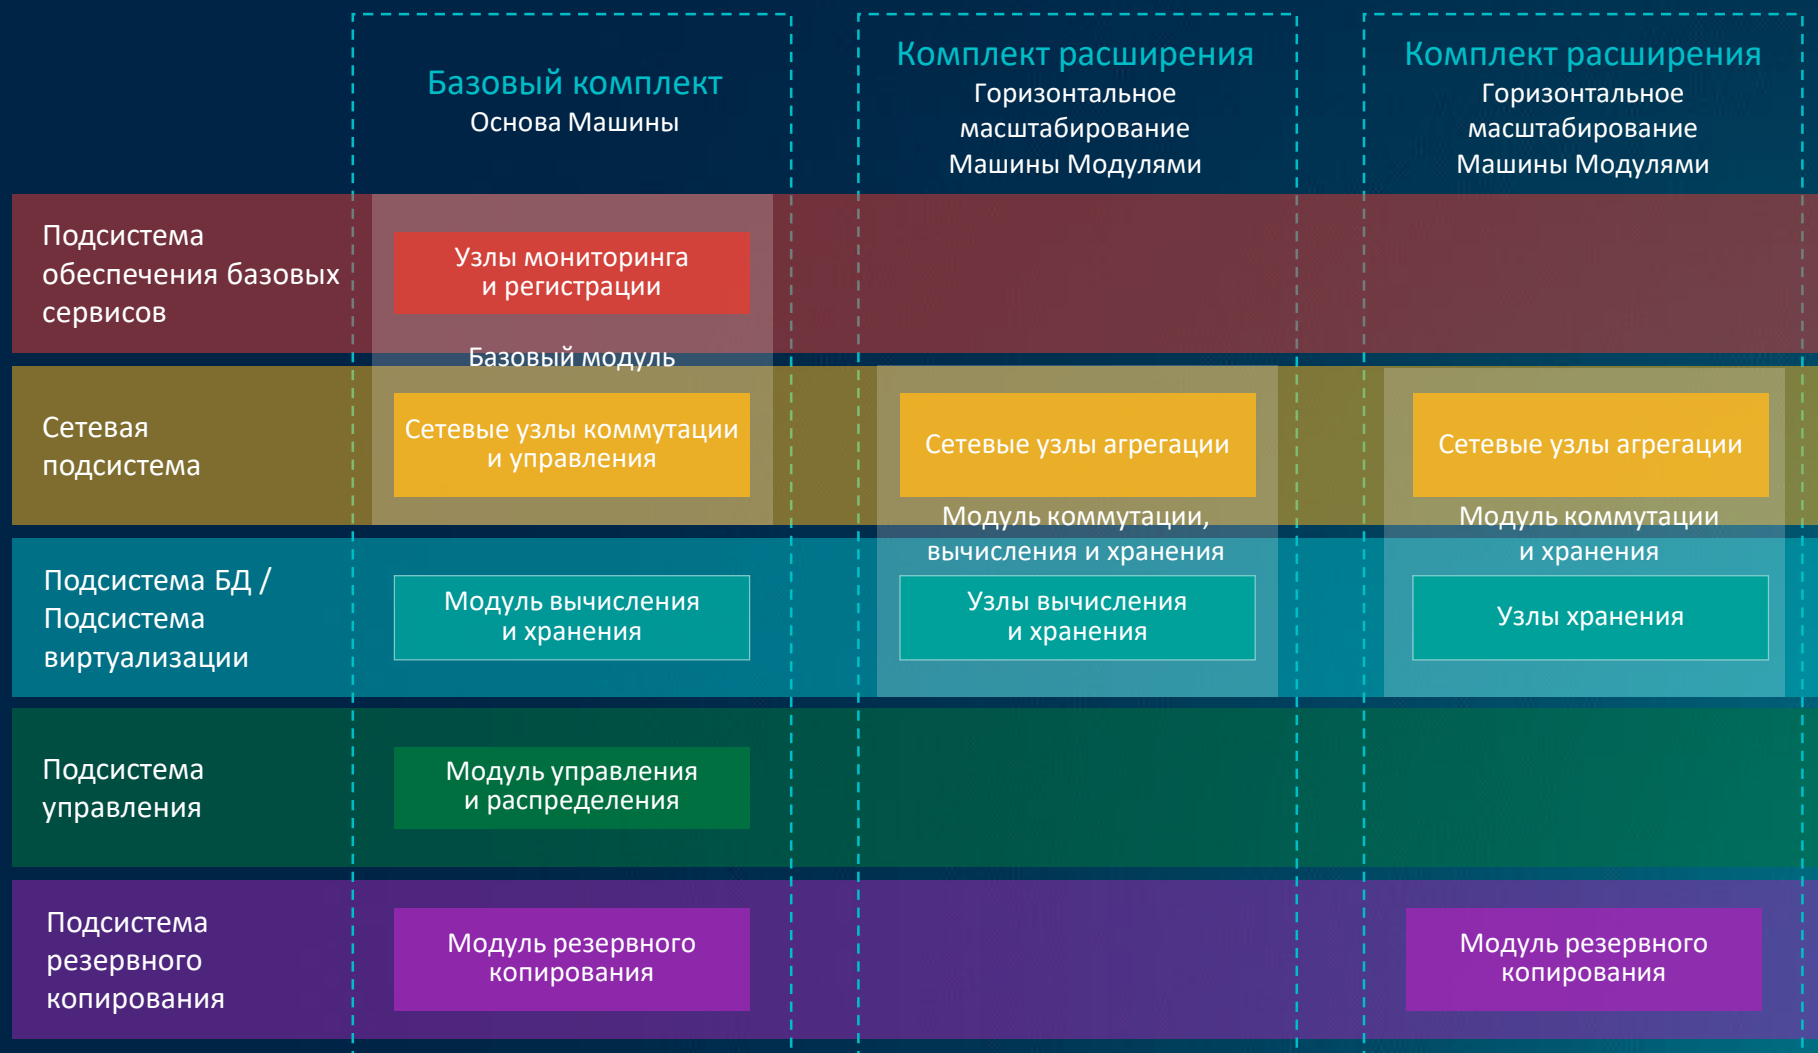 Базовый комплект
Основа Машины
Комплект расширения
Горизонтальное
масштабирование
Машины Модулями
Комплект расширения
Горизонтальное
масштабирование
Машины Модулями
Подсистема
обеспечения базовых
сервисов
Узлы мониторинга
и регистрации
Базовый модуль
Сетевая
подсистема
Сетевые узлы коммутации
и управления
Сетевые узлы агрегации
Сетевые узлы агрегации
Модуль коммутации,
вычисления и хранения
Модуль коммутации
и хранения
Подсистема БД /
Подсистема
виртуализации
Модуль вычисления
и хранения
Узлы вычисления
и хранения
Узлы хранения
Подсистема
управления
Модуль управления
и распределения
Подсистема
резервного
копирования
Модуль резервного
копирования
Модуль резервного
копирования